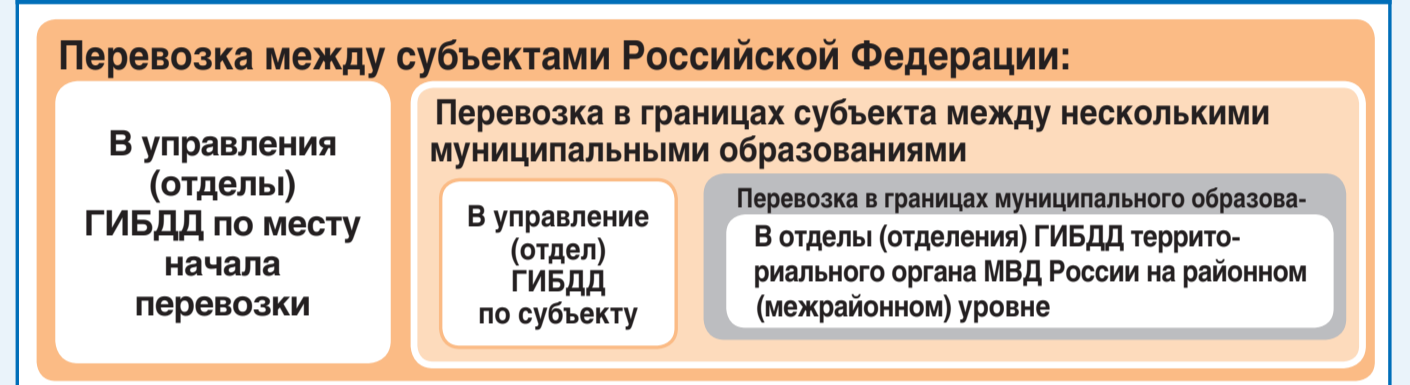 Перевозка между субъектами Российской Федерации:
В управления
(отделы)
ГИБДД по месту
начала
перевозки
Перевозка в границах субъекта между несколькими
муниципальными образованиями
В управление
(отдел)
ГИБДД
по субъекту
Перевозка в границах муниципального образова-
В отделы (отделения) ГИБДД террито-
риального органа МВД России на районном
(межрайонном) уровне